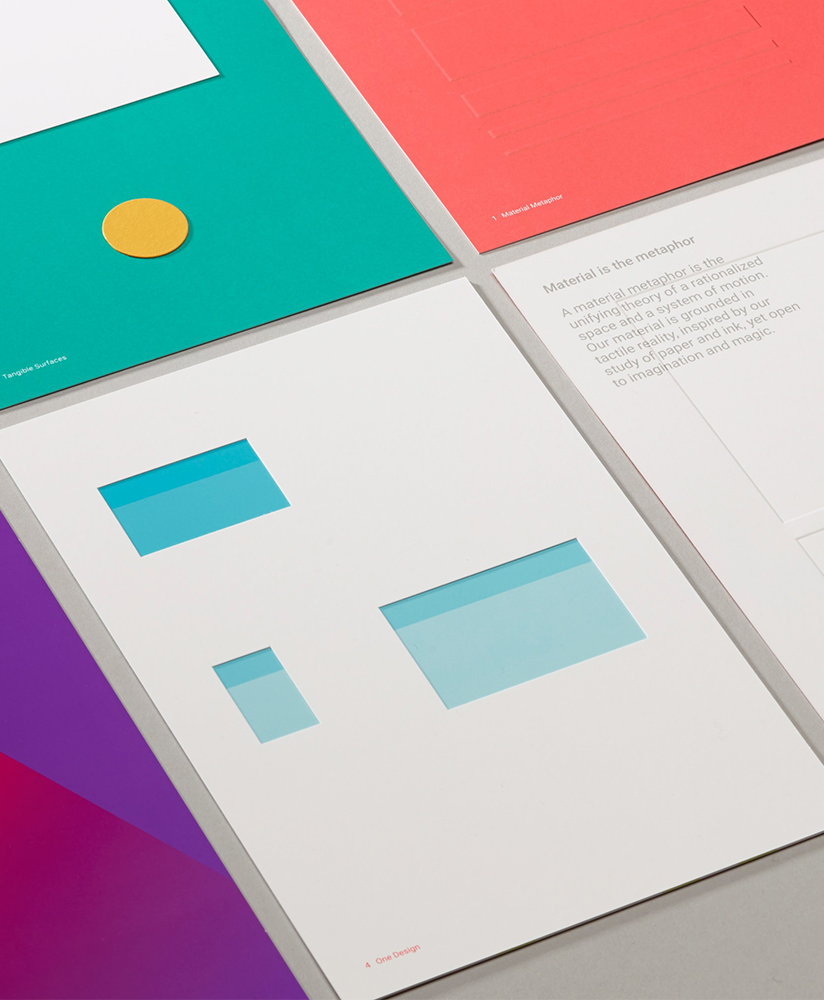 1 Material Metaphor
Material is the metaphor
A material metaphor is the
unifying theory of a rationalized
space and a system of motion.
Our material is grounded in
tactile reality, inspired by our
study of paper and ink, yet open
to imagination and magic.
Tangible Surfaces
4 One Design